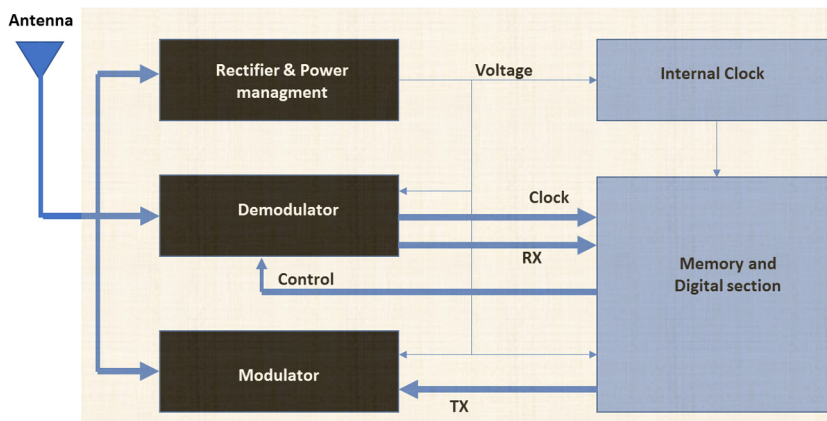 Antenna
Rectifier & Power
managment
Voltage
Internal Clock
Demodulator
Clock
RX
Control
Memory and
Digital section
Modulator
TX